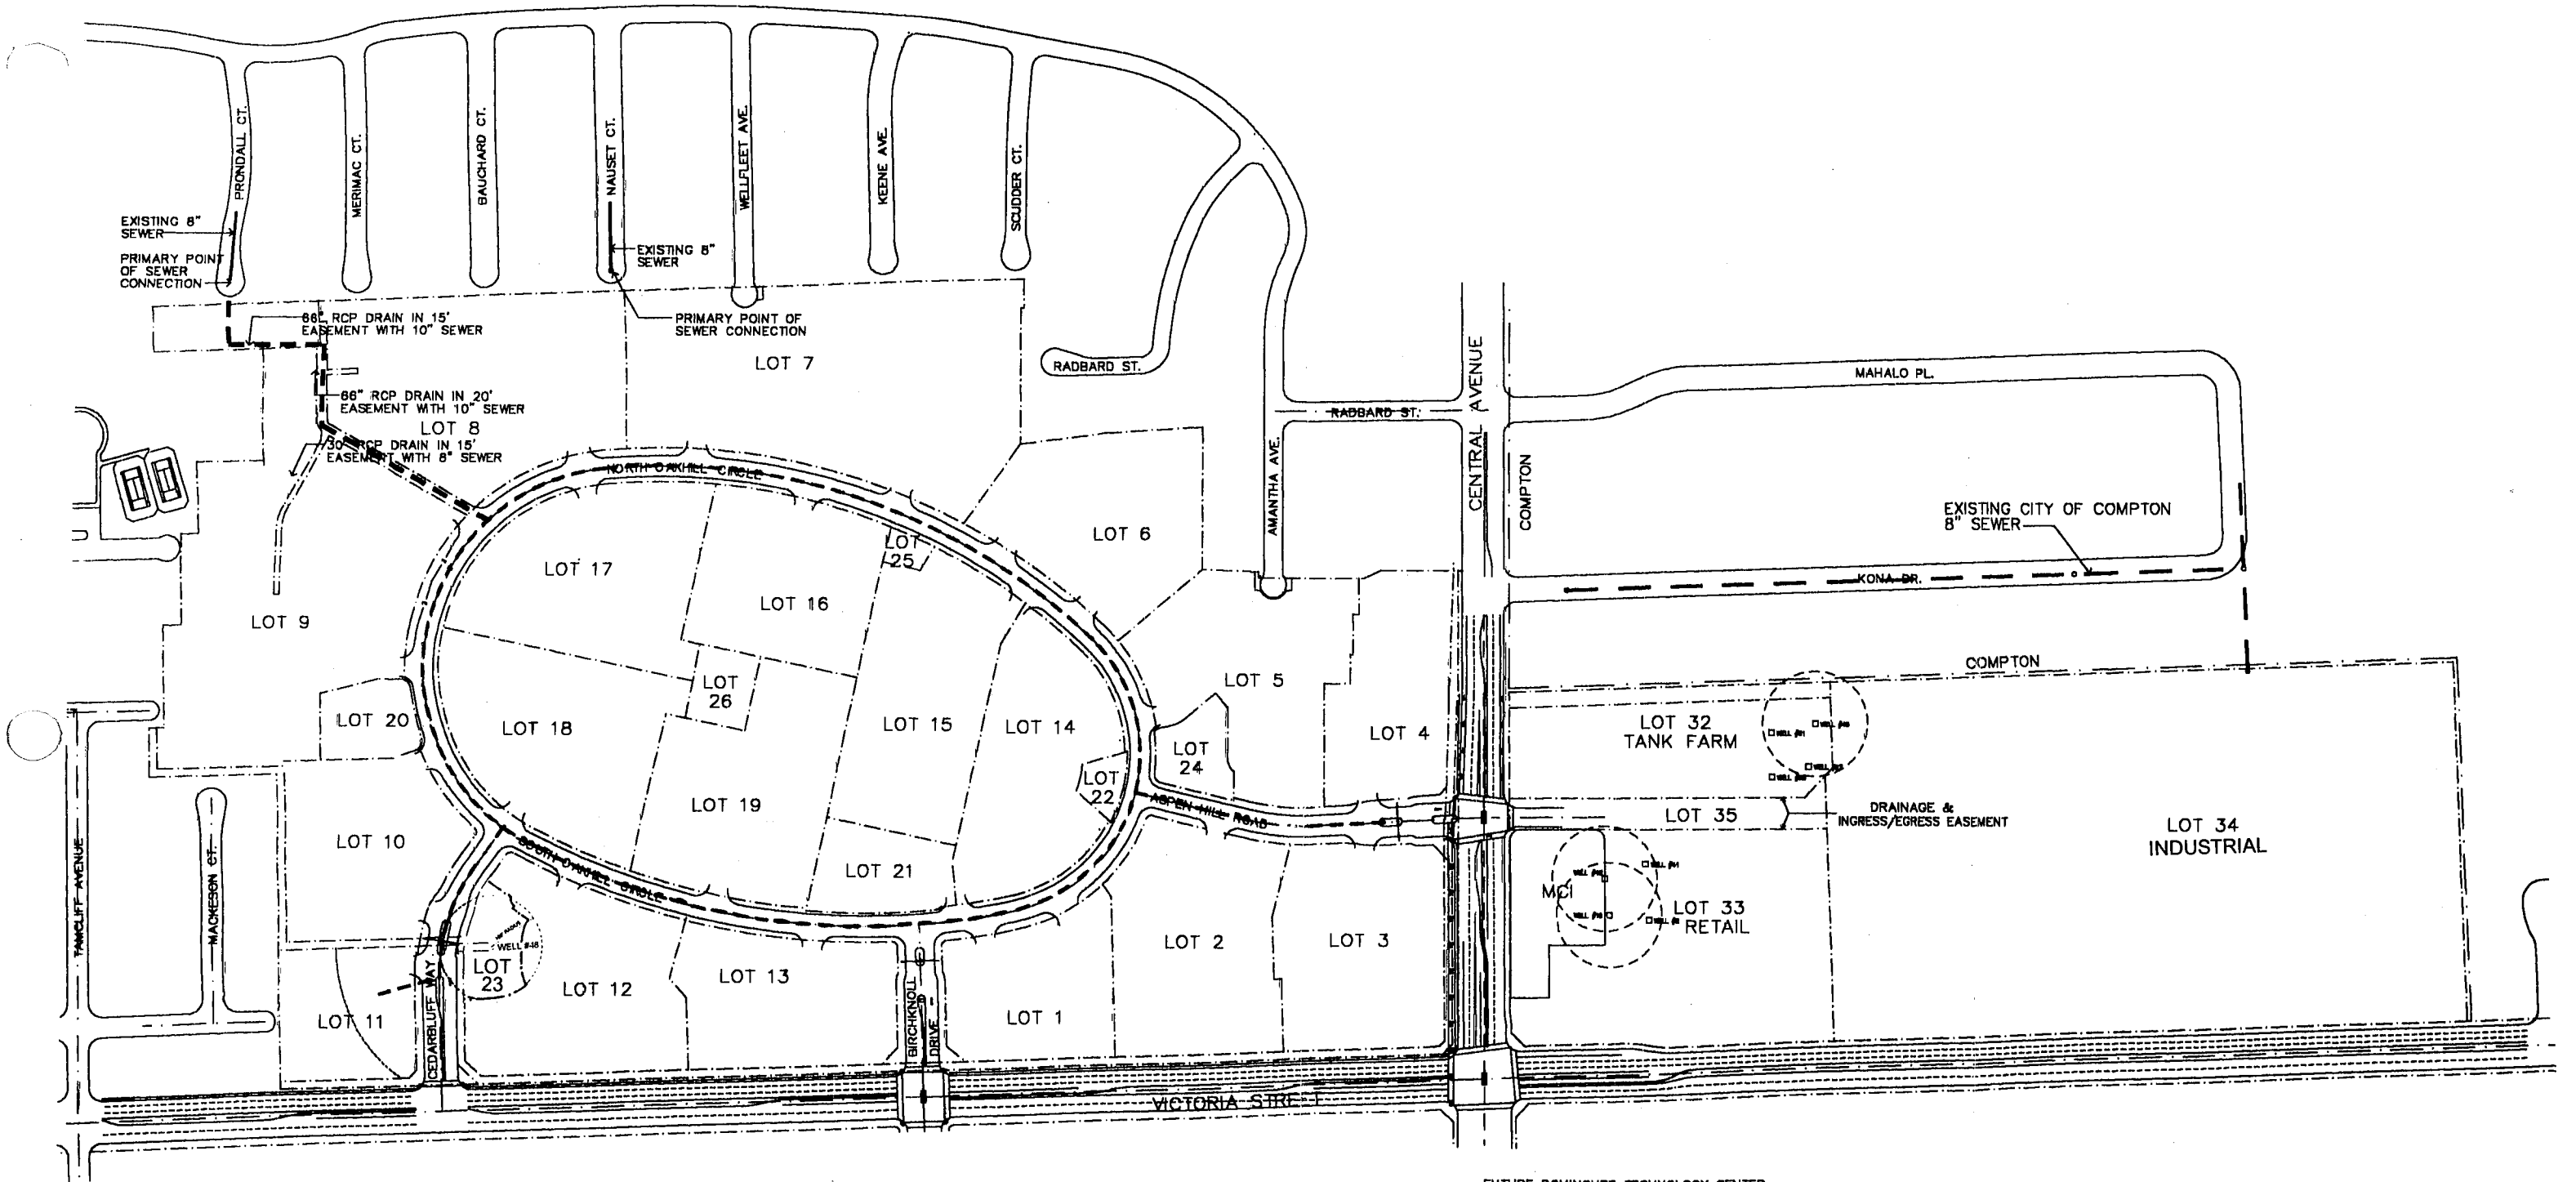 PRONDALL CT.
MERIMAC CT.
BAUCHARD CT.
NAUSET CT.
WELLFLEET AVE.
KEENE AVE.
SCUDDER CT.
EXISTING 8"
SEWER
PRIMARY POINT
OF SEWER
CONNECTION
EXISTING 8"
SEWER
PRIMARY POINT OF
SEWER CONNECTION
66" RCP DRAIN IN 15'
EASEMENT WITH 10" SEWER
66" RCP DRAIN IN 20'
EASEMENT WITH 10" SEWER
30" RCP DRAIN IN 15'
EASEMENT WITH 8" SEWER
LOT 7
LOT 8
RADBARD ST.
RADBARD ST.
AMANTHA AVE.
CENTRAL AVENUE
COMPTON
MAHALO PL.
EXISTING CITY OF COMPTON
8" SEWER
KONA DR.
COMPTON
NORTH OAKHILL CIRCLE
LOT 6
LOT 17
LOT
25
LOT 16
LOT 9
LOT 5
LOT
26
LOT 20
LOT 18
LOT 15
LOT 14
LOT
24
LOT 4
LOT
22
LOT 19
ASPEN HILL ROAD
LOT 10
SOUTH OAKHILL CIRCLE
LOT 21
LOT 32
TANK FARM
LOT 35
DRAINAGE &
INGRESS/EGRESS EASEMENT
LOT 34
INDUSTRIAL
MCI
LOT 33
RETAIL
TAMCLIFF AVENUE
MACKESON CT.
WELL #48
LOT
23
LOT 11
CEDARBLUFF WAY
LOT 12
LOT 13
BIRCHKNOLL
DRIVE
LOT 1
LOT 2
LOT 3
VICTORIA STREET